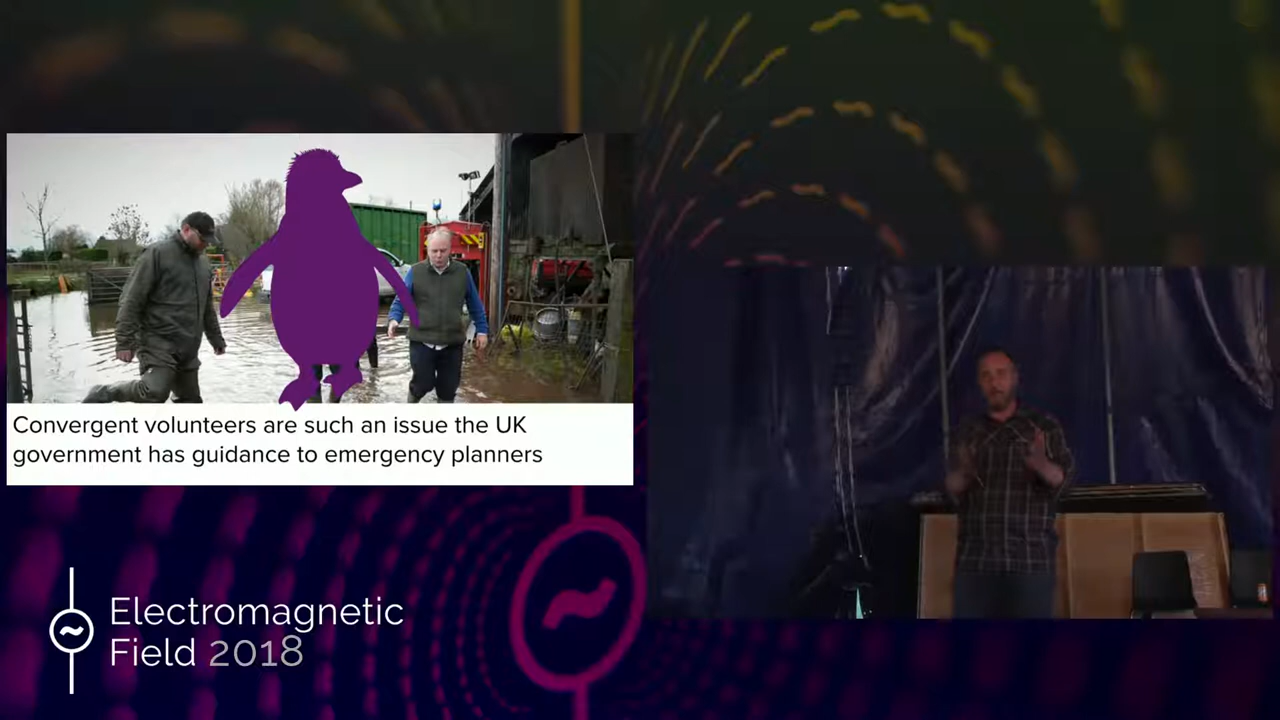 Convergent volunteers are such an issue the UK
government has guidance to emergency planners
Electromagnetic
Field 2018